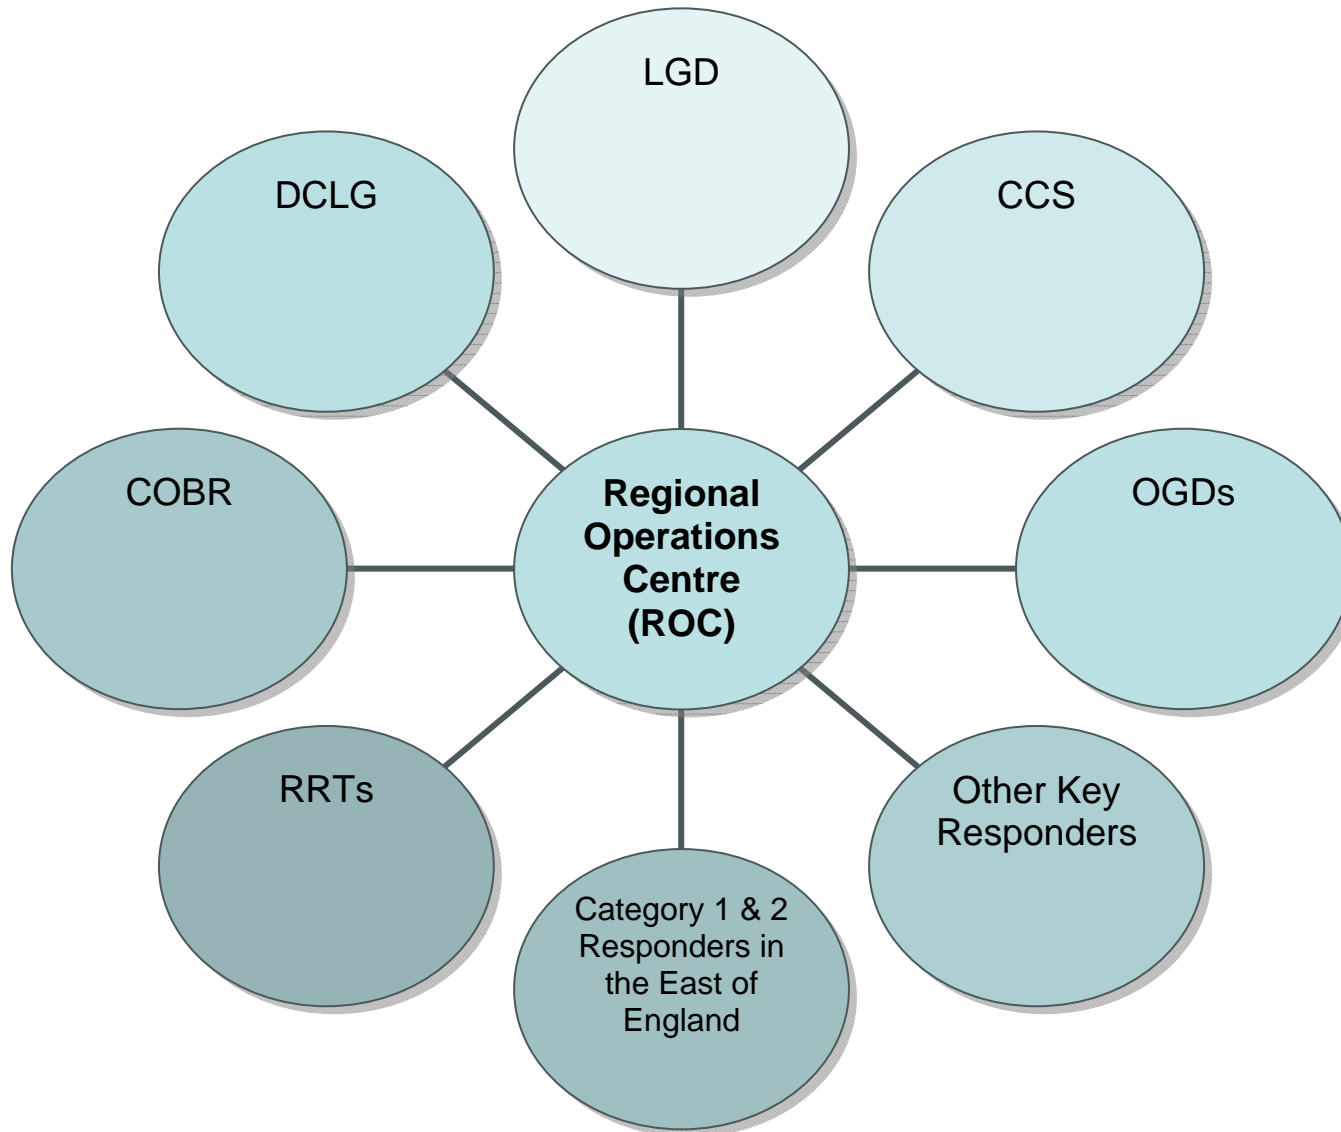 LGD
DCLG
CCS
COBR
Regional
Operations
Centre
(ROC)
OGDs
RRTs
Other Key
Responders
Category 1 & 2
Responders in
the East of
England